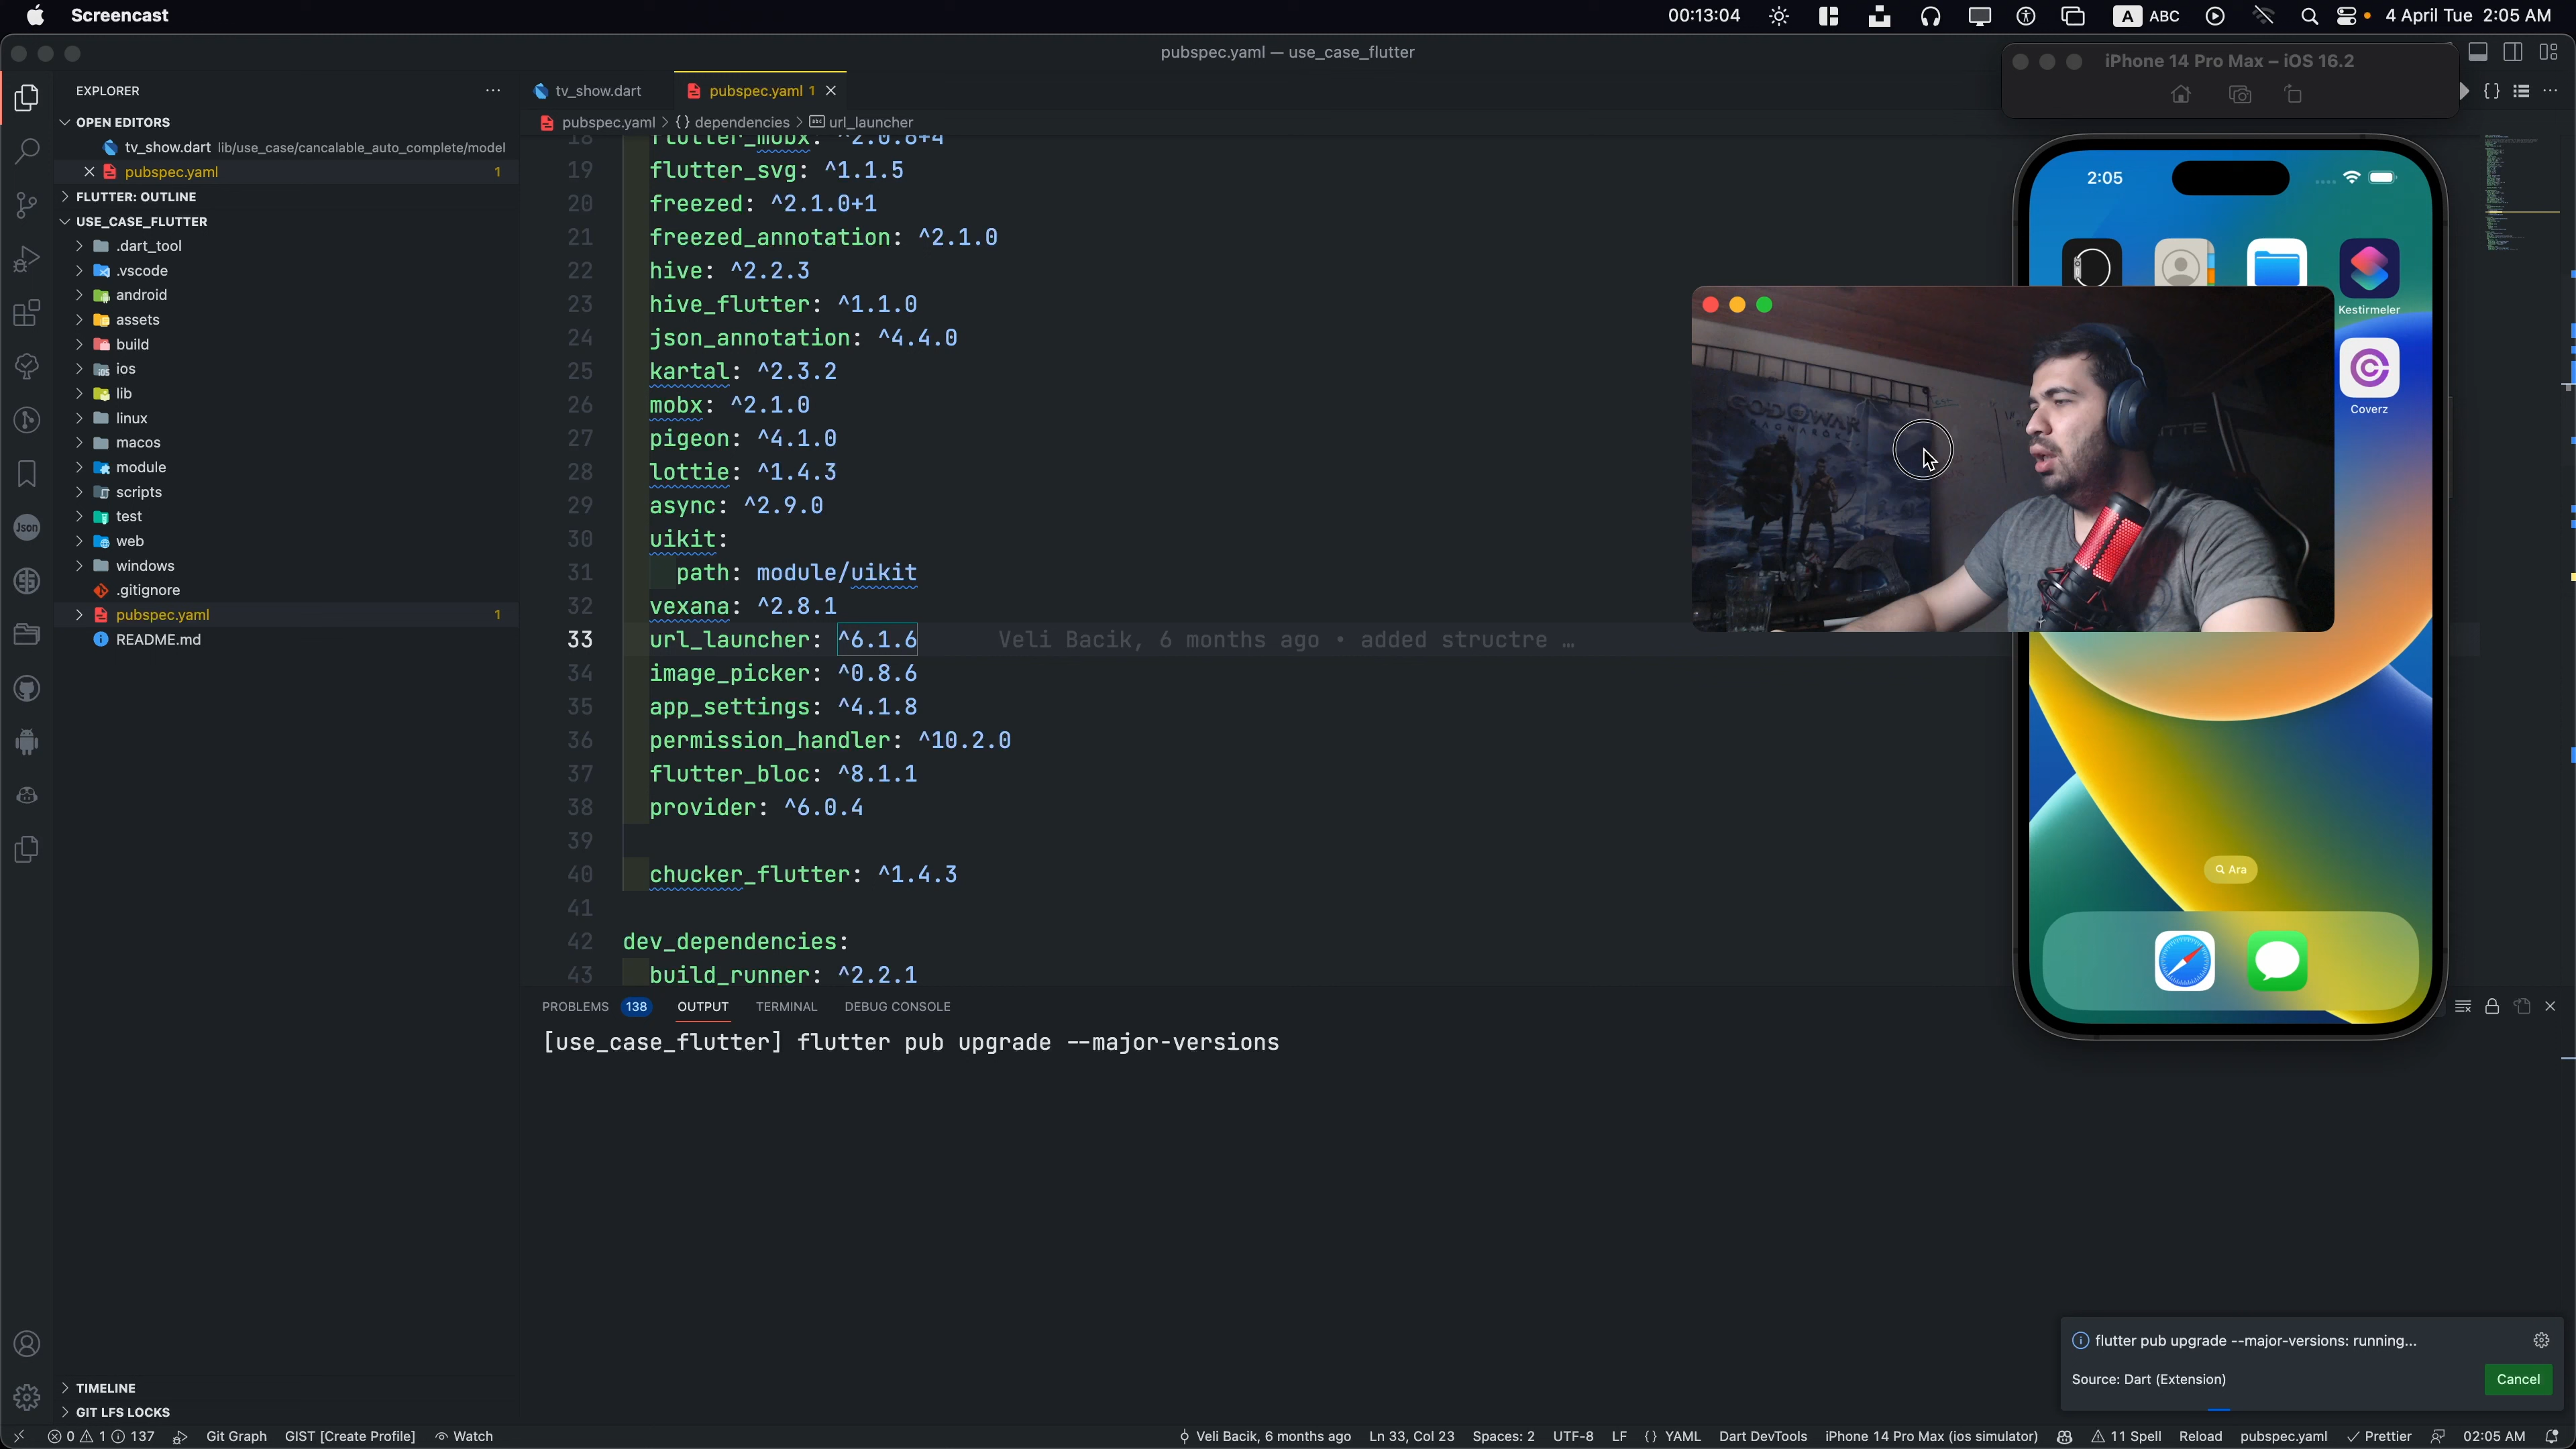 Screencast
00:13:04
A ABC
4 April Tue 2:05 AM
pubspec.yaml — use_case_flutter
iPhone 14 Pro Max – iOS 16.2
EXPLORER
OPEN EDITORS
tv_show.dart lib/use_case/cancalable_auto_complete/model
pubspec.yaml 1
FLUTTER: OUTLINE
USE_CASE_FLUTTER
.dart_tool
.vscode
android
assets
build
ios
lib
linux
macos
module
scripts
test
web
windows
.gitignore
pubspec.yaml 1
README.md
TIMELINE
GIT LFS LOCKS
tv_show.dart
pubspec.yaml 1
pubspec.yaml > {} dependencies > url_launcher
18 flutter_mobx: ^2.0.6+4
19 flutter_svg: ^1.1.5
20 freezed: ^2.1.0+1
21 freezed_annotation: ^2.1.0
22 hive: ^2.2.3
23 hive_flutter: ^1.1.0
24 json_annotation: ^4.4.0
25 kartal: ^2.3.2
26 mobx: ^2.1.0
27 pigeon: ^4.1.0
28 lottie: ^1.4.3
29 async: ^2.9.0
30 uikit:
31 path: module/uikit
32 vexana: ^2.8.1
33 url_launcher: ^6.1.6 Veli Bacik, 6 months ago • added structre …
34 image_picker: ^0.8.6
35 app_settings: ^4.1.8
36 permission_handler: ^10.2.0
37 flutter_bloc: ^8.1.1
38 provider: ^6.0.4
39
40 chucker_flutter: ^1.4.3
41
42 dev_dependencies:
43 build_runner: ^2.2.1
PROBLEMS 138 OUTPUT TERMINAL DEBUG CONSOLE
[use_case_flutter] flutter pub upgrade --major-versions
2:05
Kestirmeler
Coverz
Ara
GOD OF WAR
RAGNARÖK
flutter pub upgrade --major-versions: running...
Source: Dart (Extension)
Cancel
0 1 137 Git Graph GIST [Create Profile] Watch
Veli Bacik, 6 months ago Ln 33, Col 23 Spaces: 2 UTF-8 LF {} YAML Dart DevTools iPhone 14 Pro Max (ios simulator) 11 Spell Reload pubspec.yaml Prettier 02:05 AM